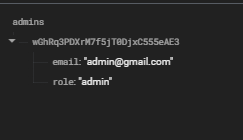 admins
wGhRq3PDXrM7f5jT0DjxC555eAE3
email: "admin@gmail.com"
role: "admin"